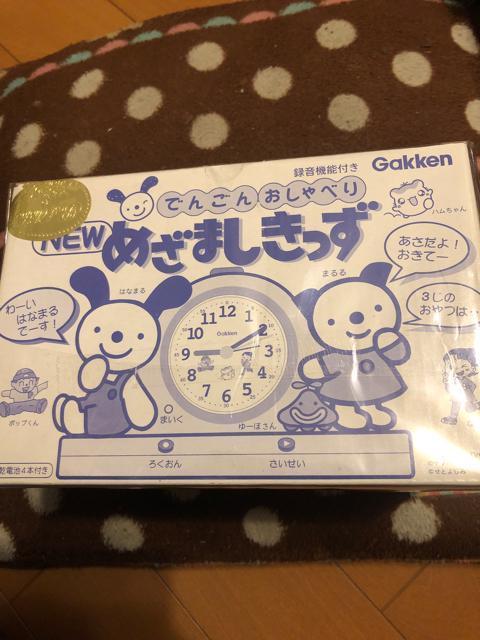 録音機能付き Gakken
でんごん おしゃべり
NEW めざましきっず
ハムちゃん
あさだよ!
おきてー
はなまる
まるる
わーい
はなまる
でーす!
3じの
おやつは…
12 1 2 3 4 5 6 7 8 9 10 11
Gakken
ポップくん
まいく
ゆーぼさん
ろくおん
さいせい
乾電池4本付き